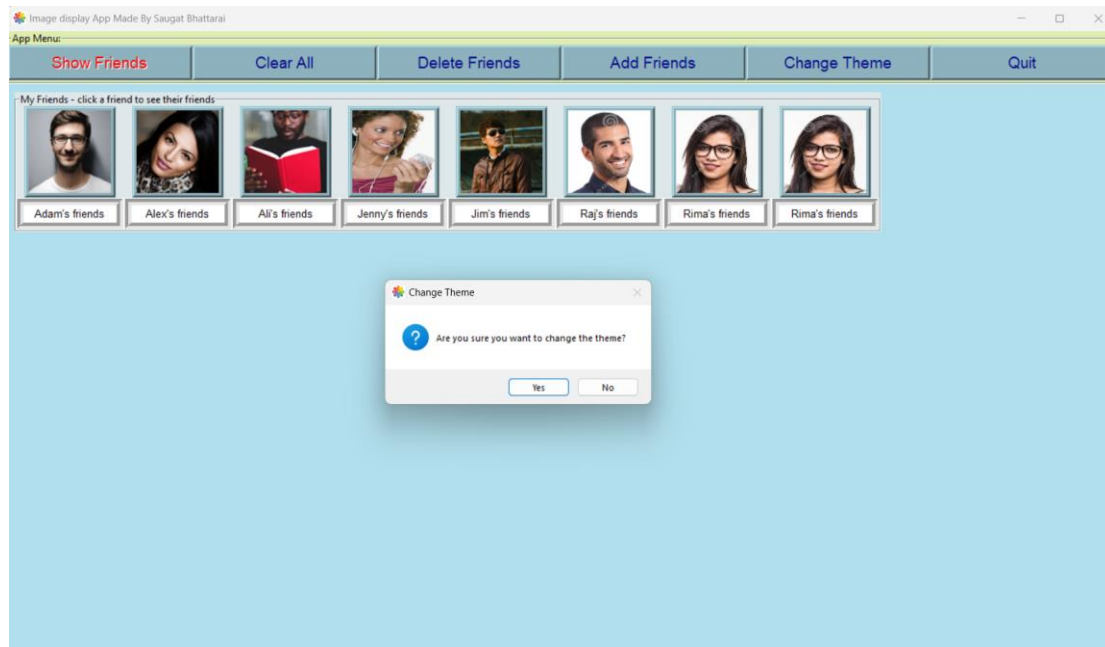 Image display App Made By Saugat Bhattarai
App Menu:
Show Friends Clear All Delete Friends Add Friends Change Theme Quit
My Friends - click a friend to see their friends
Adam's friends Alex's friends Ali's friends Jenny's friends Jim's friends Raj's friends Rima's friends Rima's friends
Change Theme
Are you sure you want to change the theme?
Yes No